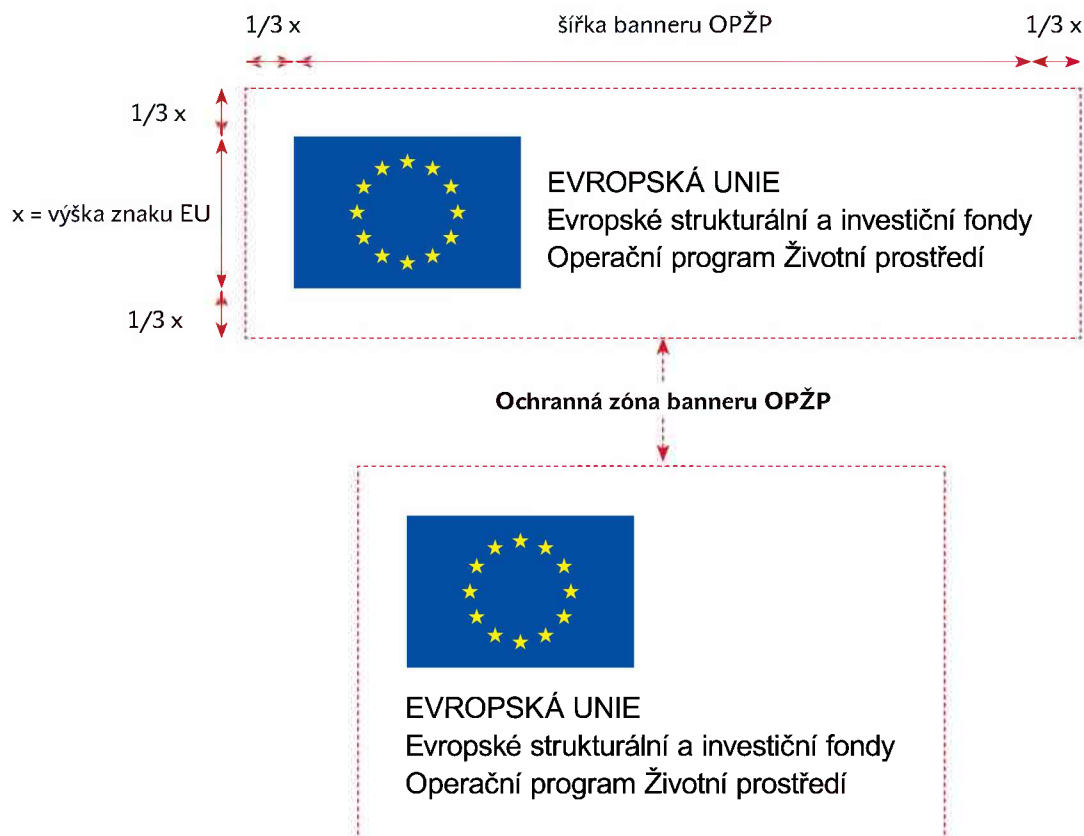 1/3 x šířka banneru OPŽP 1/3 x
1/3 x
x = výška znaku EU
1/3 x
EVROPSKÁ UNIE
Evropské strukturální a investiční fondy
Operační program Životní prostředí
Ochranná zóna banneru OPŽP
EVROPSKÁ UNIE
Evropské strukturální a investiční fondy
Operační program Životní prostředí